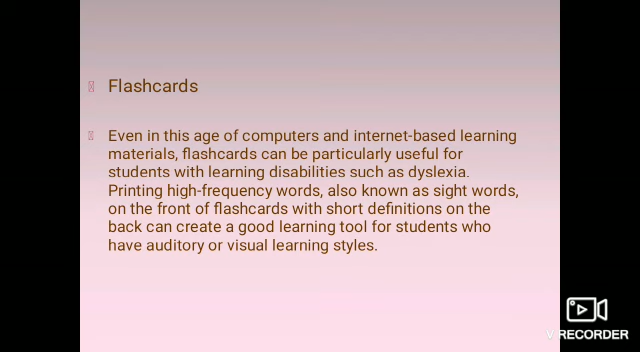 Flashcards
Even in this age of computers and internet-based learning
materials, flashcards can be particularly useful for
students with learning disabilities such as dyslexia.
Printing high-frequency words, also known as sight words,
on the front of flashcards with short definitions on the
back can create a good learning tool for students who
have auditory or visual learning styles.
V RECORDER